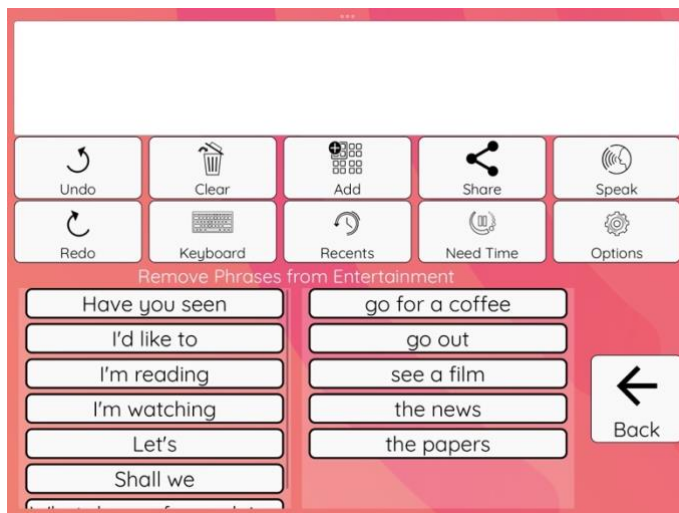 Undo
Clear
Add
Share
Speak
Redo
Keyboard
Recents
Need Time
Options
Remove Phrases from Entertainment
Have you seen
go for a coffee
I'd like to
go out
I'm reading
see a film
I'm watching
the news
Let's
the papers
Back
Shall we